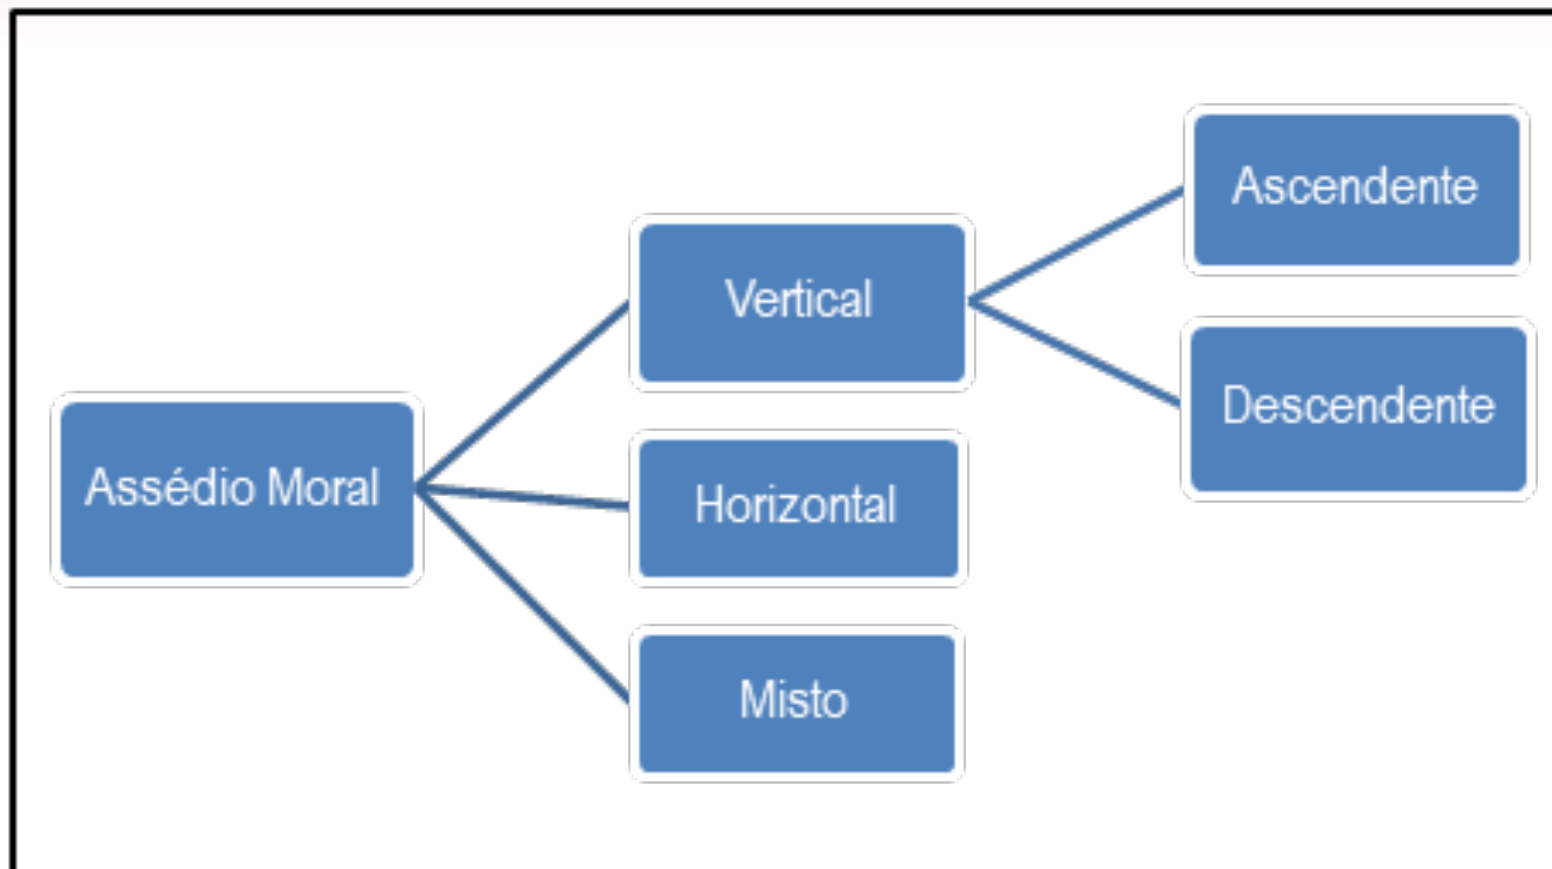 Assédio Moral
Vertical
Horizontal
Misto
Ascendente
Descendente